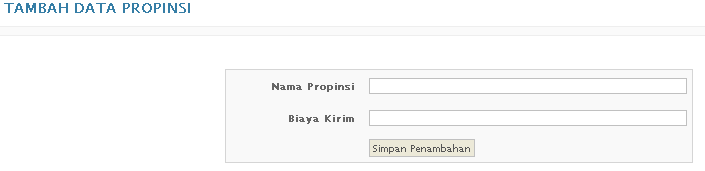 TAMBAH DATA PROPINSI
Nama Propinsi
Biaya Kirim
Simpan Penambahan